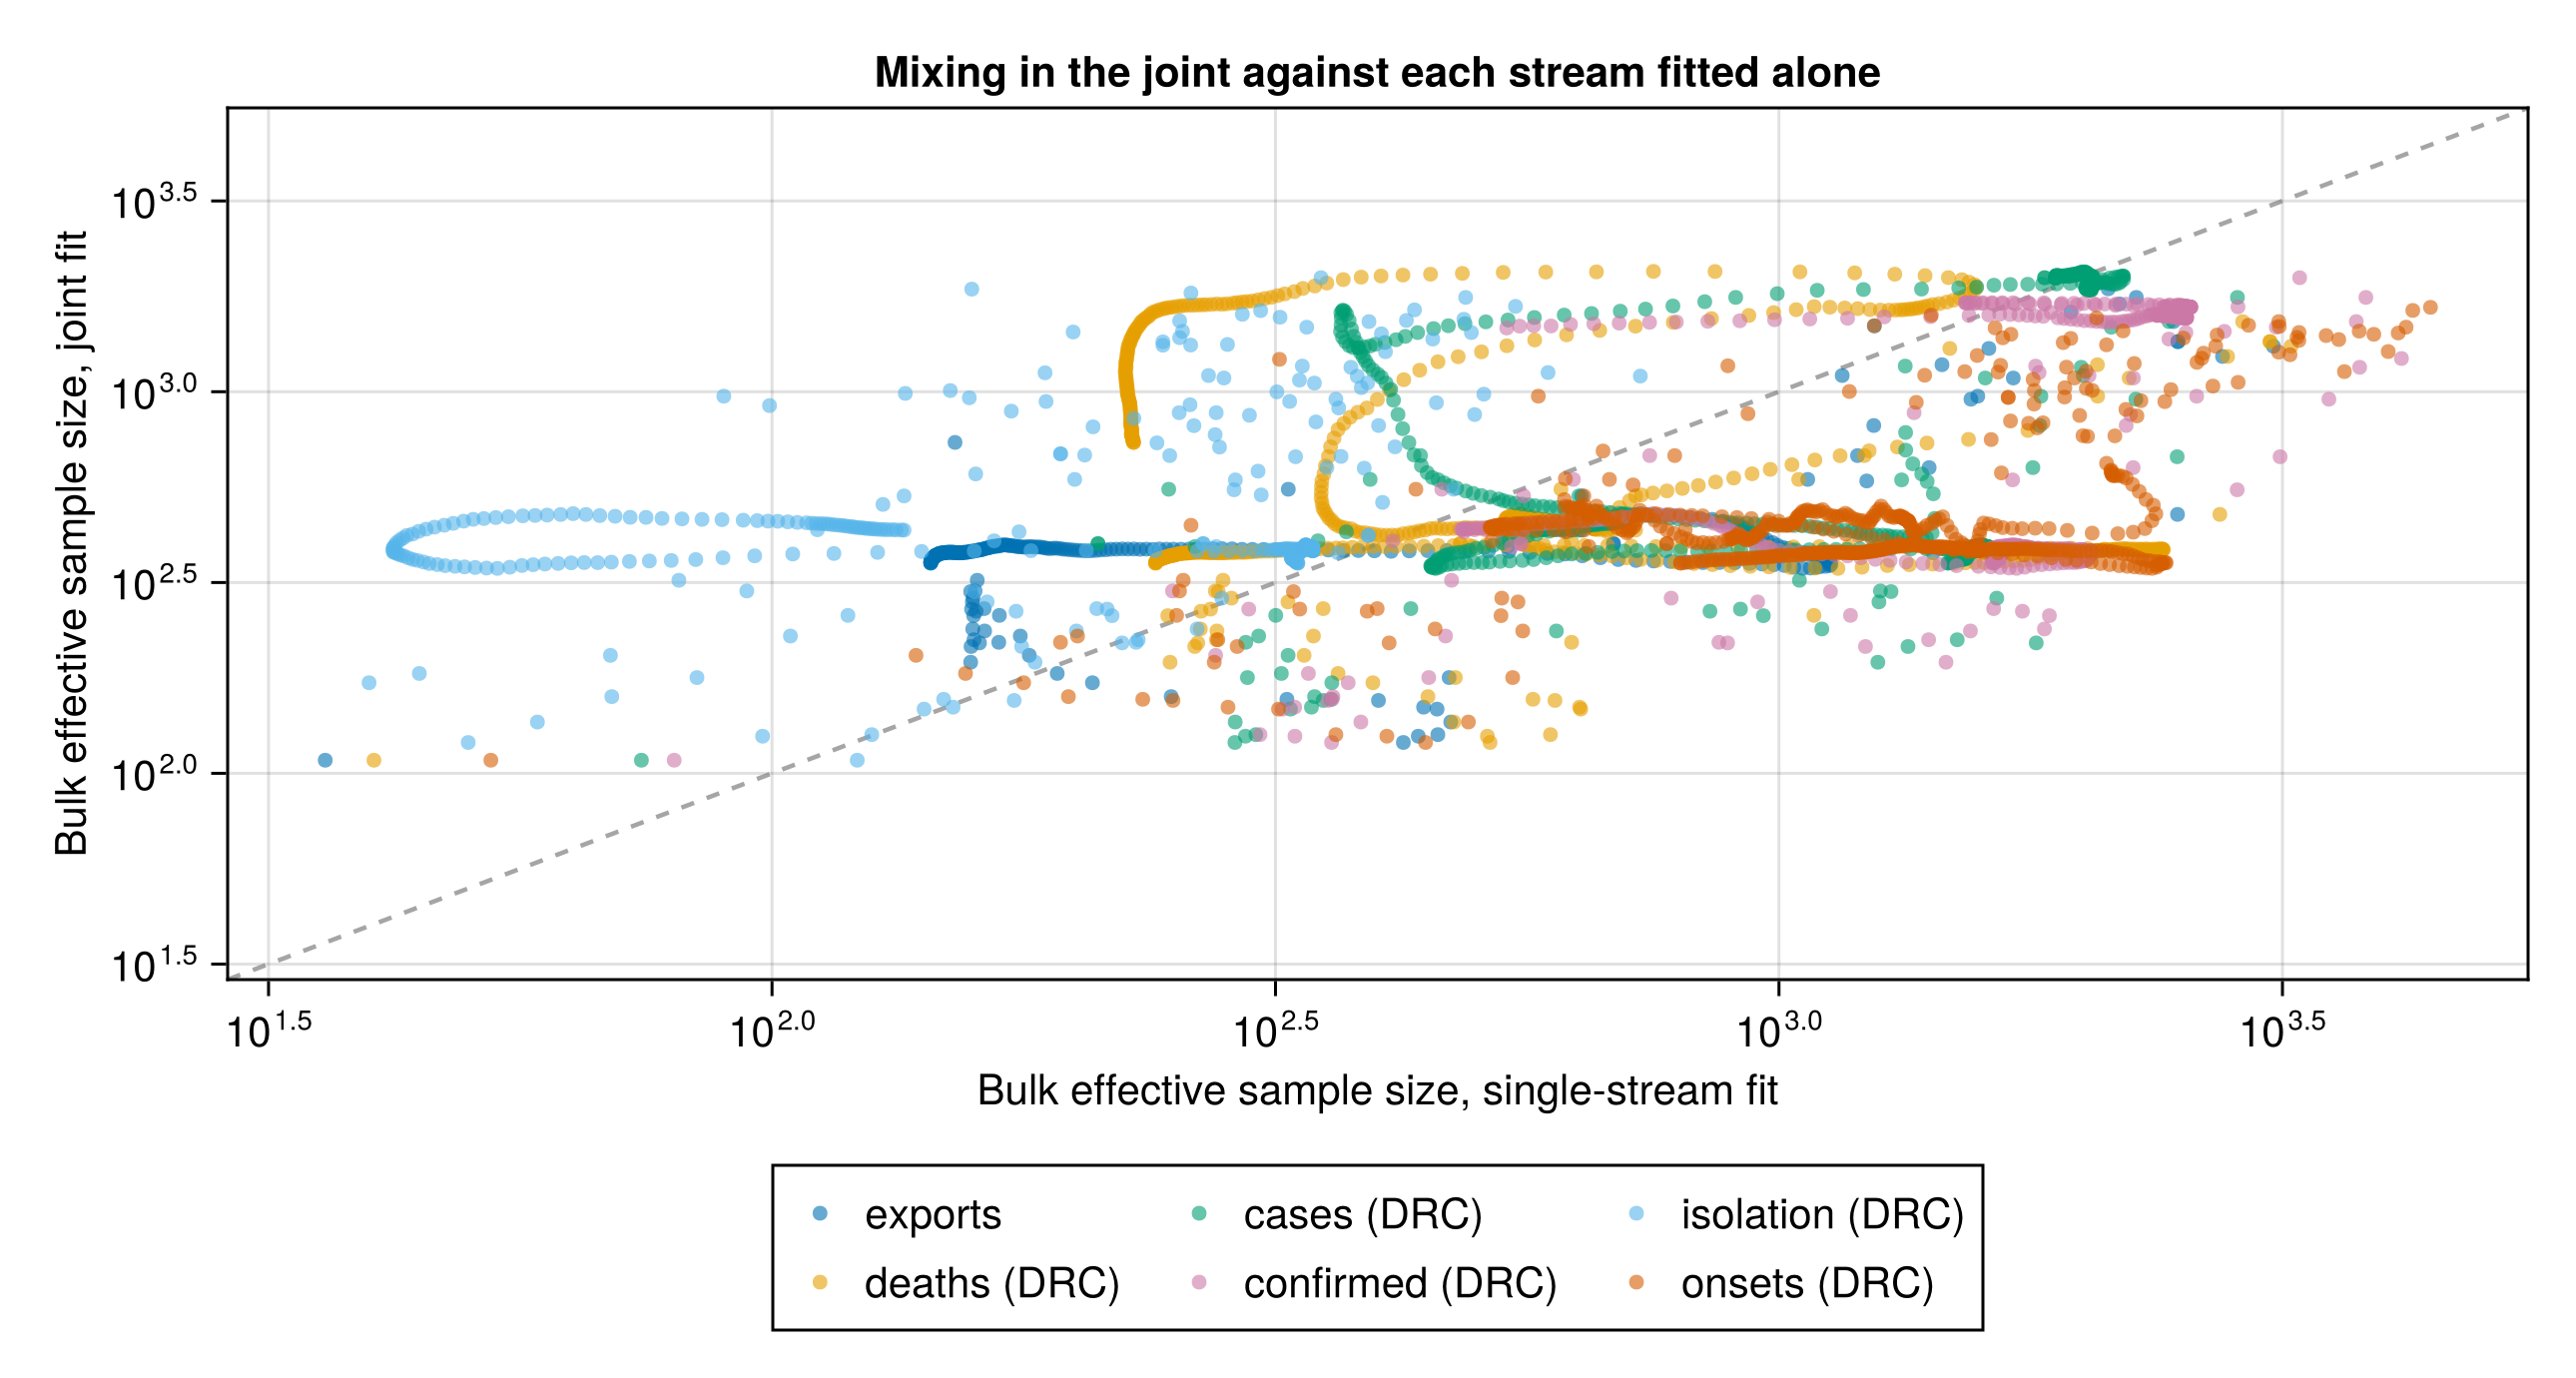 Mixing in the joint against each stream fitted alone
Bulk effective sample size, joint fit
10^3.5
10^3.0
10^2.5
10^2.0
10^1.5
10^1.5 10^2.0 10^2.5 10^3.0 10^3.5
Bulk effective sample size, single-stream fit
exports cases (DRC) isolation (DRC)
deaths (DRC) confirmed (DRC) onsets (DRC)